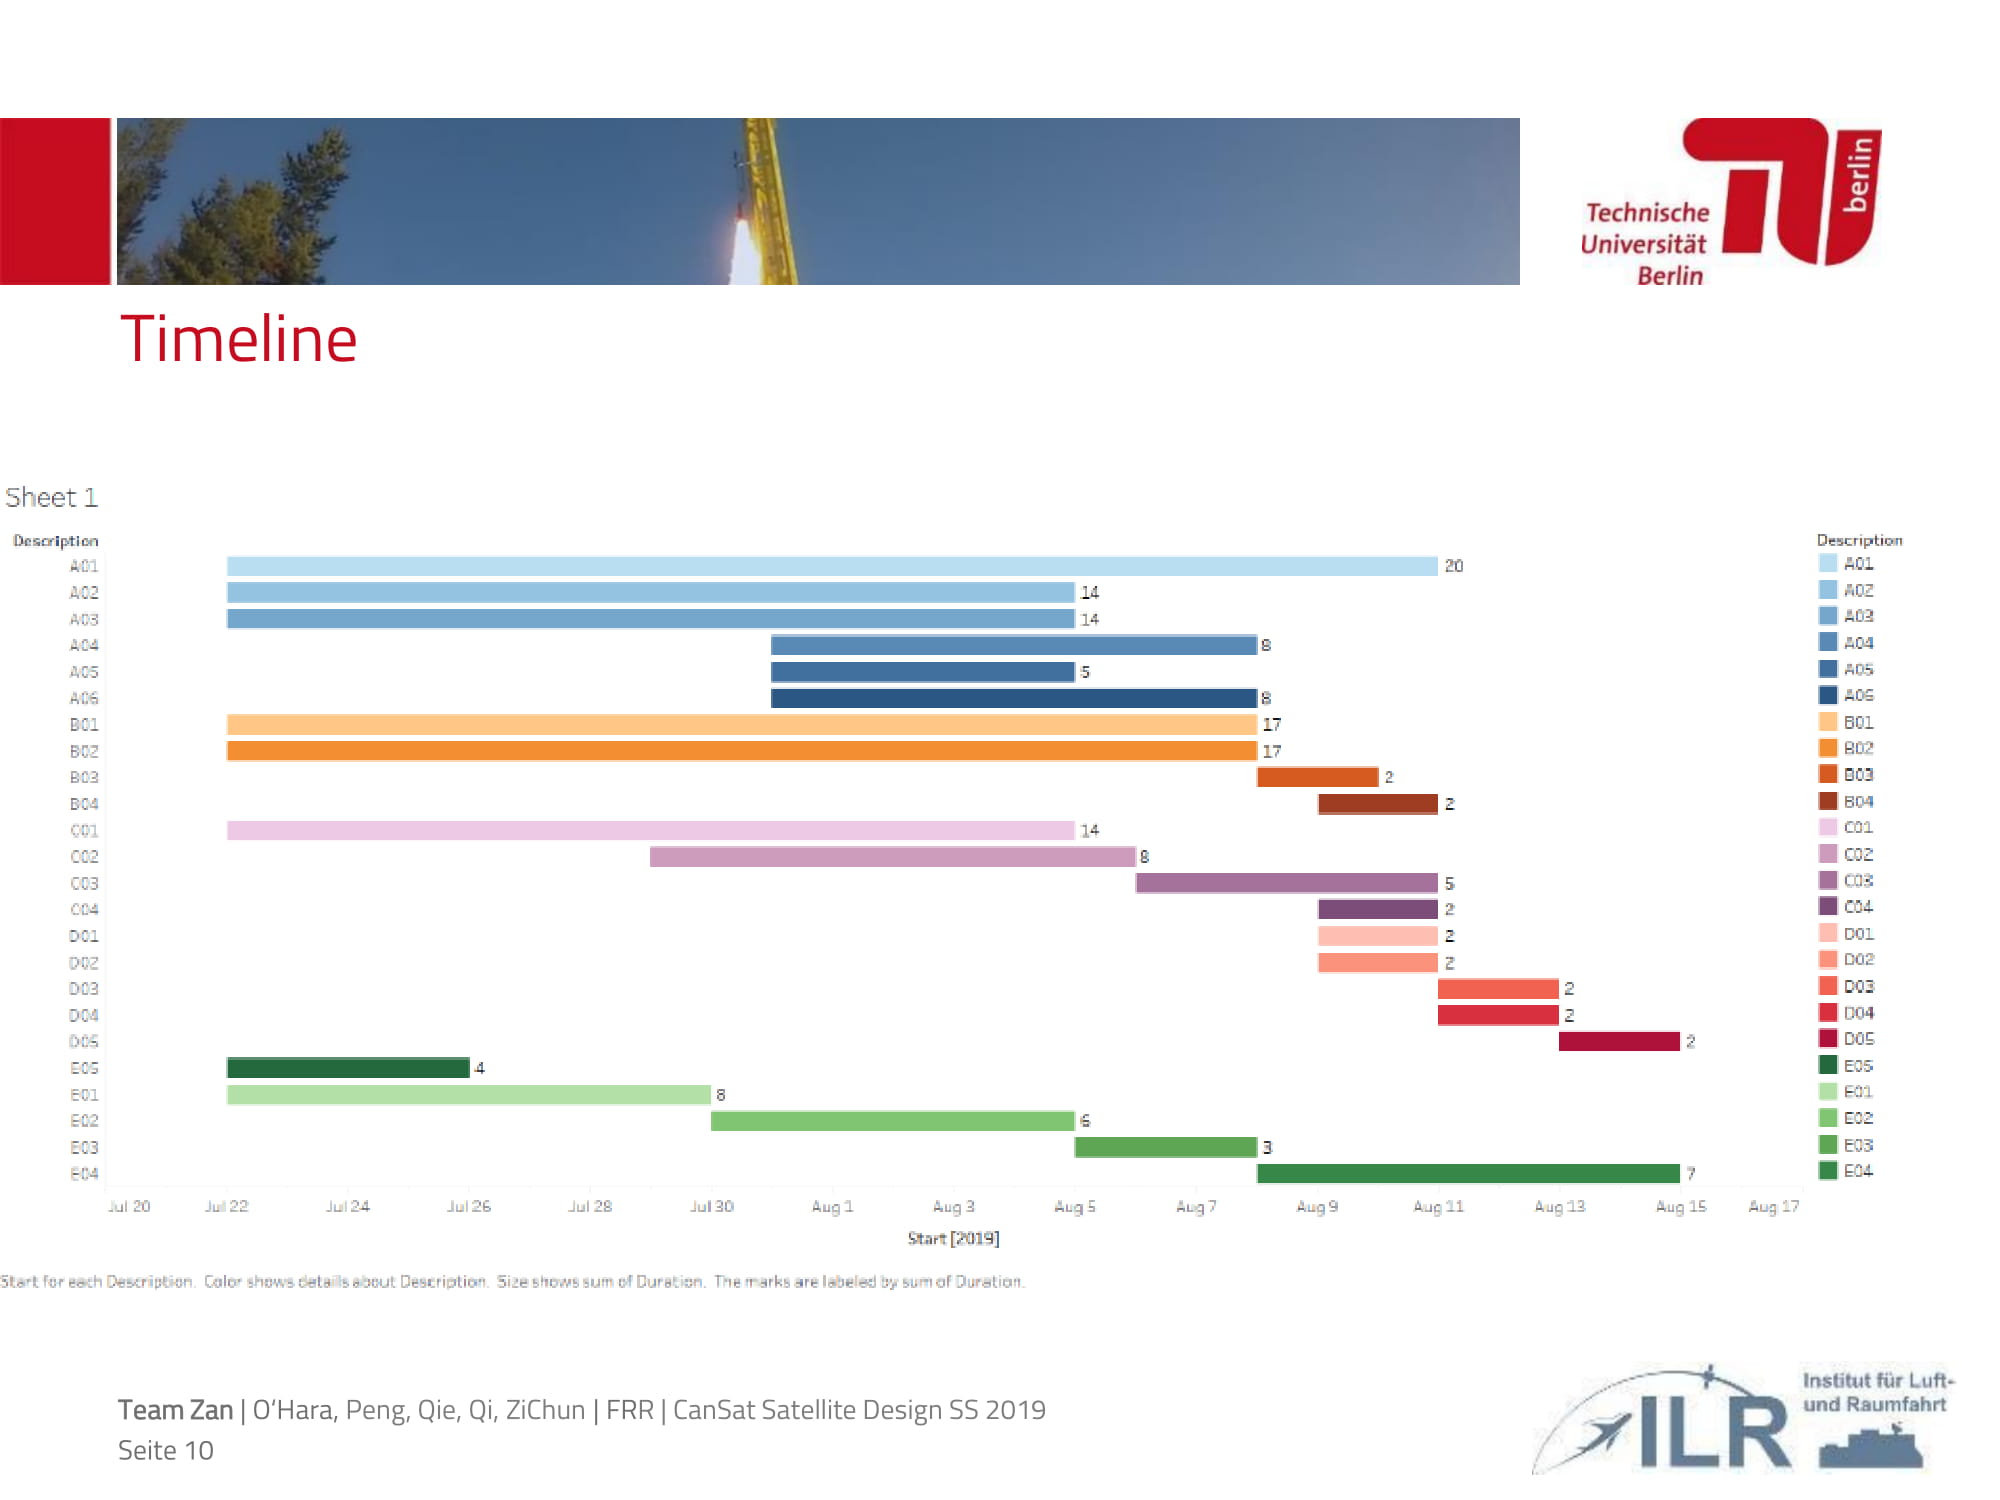 Technische
Universität
Berlin
berlin
Timeline
Sheet 1
Description
A01 20
A02 14
A03 14
A04 8
A05 5
A06 8
B01 17
B02 17
B03 2
B04 2
C01 14
C02 8
C03 5
C04 2
D01 2
D02 2
D03 2
D04 2
D05 2
E05 4
E01 8
E02 6
E03 3
E04 7
Jul 20 Jul 22 Jul 24 Jul 26 Jul 28 Jul 30 Aug 1 Aug 3 Aug 5 Aug 7 Aug 9 Aug 11 Aug 13 Aug 15 Aug 17
Start [2019]
Description
A01
A02
A03
A04
A05
A06
B01
B02
B03
B04
C01
C02
C03
C04
D01
D02
D03
D04
D05
E05
E01
E02
E03
E04
Start for each Description. Color shows details about Description. Size shows sum of Duration. The marks are labeled by sum of Duration.
Team Zan | O‘Hara, Peng, Qie, Qi, ZiChun | FRR | CanSat Satellite Design SS 2019
Seite 10
ILR
Institut für Luft-
und Raumfahrt